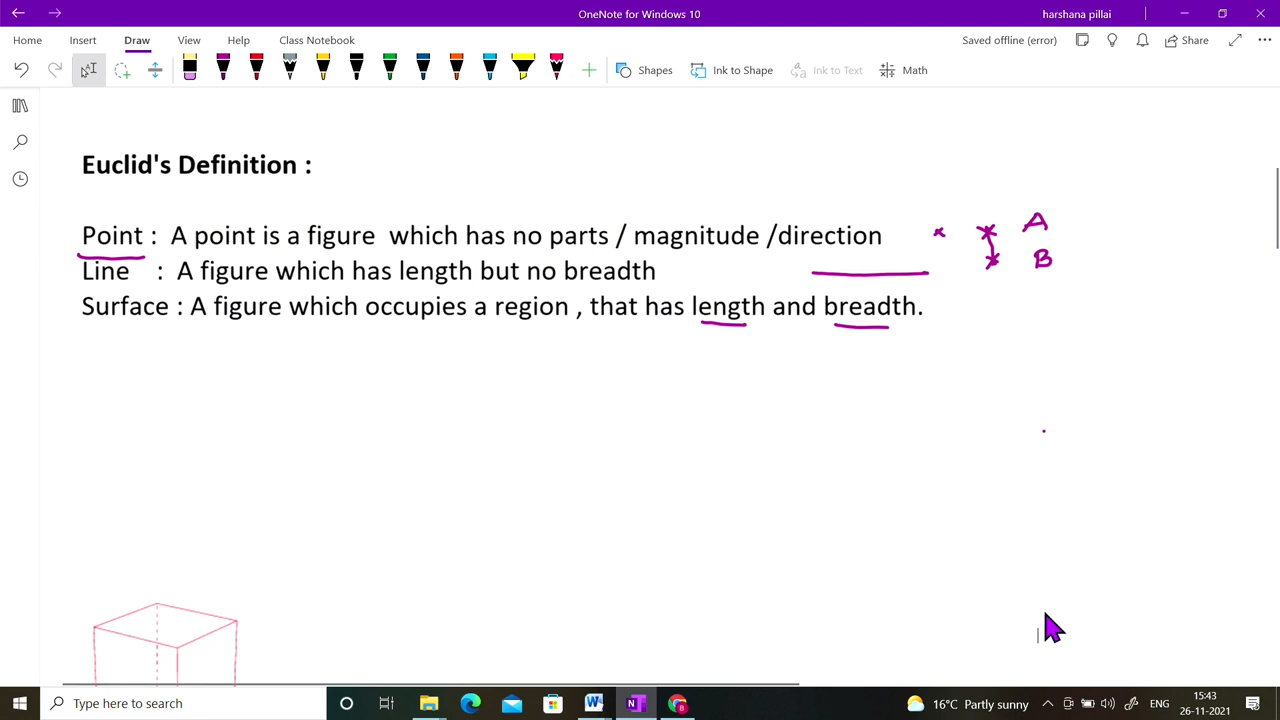 OneNote for Windows 10
harshana pillai
Home Insert Draw View Help Class Notebook
Saved offline (error)
Share
Shapes
Ink to Shape
Ink to Text
Math
Euclid's Definition :
Point : A point is a figure which has no parts / magnitude /direction
A
Line : A figure which has length but no breadth
B
Surface : A figure which occupies a region , that has length and breadth.
Type here to search
16°C Partly sunny
ENG
15:43
26-11-2021